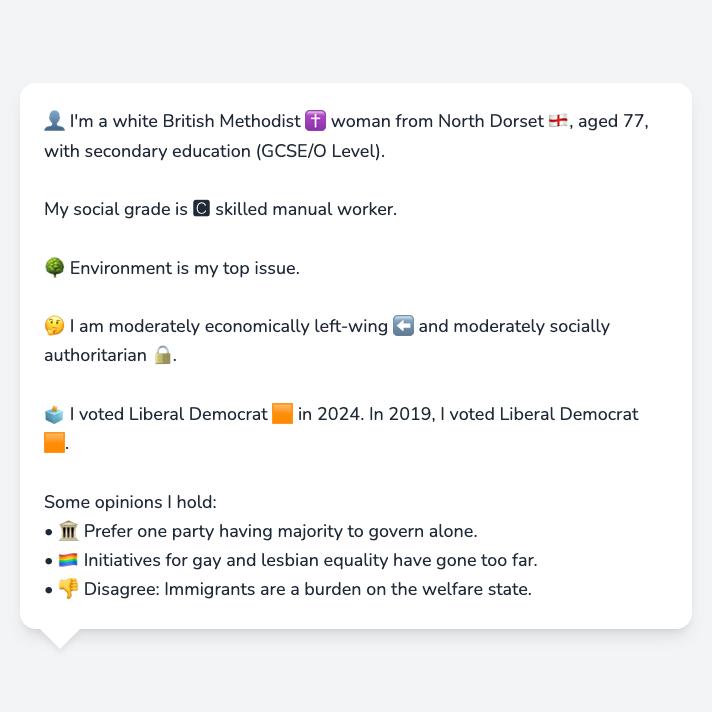 👤 I'm a white British Methodist ✝️ woman from North Dorset 🏴󠁧󠁢󠁥󠁮󠁧󠁿, aged 77,
with secondary education (GCSE/O Level).
My social grade is 🅲 skilled manual worker.
🌳 Environment is my top issue.
🤔 I am moderately economically left-wing ⬅️ and moderately socially
authoritarian 🔒.
🗳️ I voted Liberal Democrat 🟧 in 2024. In 2019, I voted Liberal Democrat
🟧.
Some opinions I hold:
• 🏛️ Prefer one party having majority to govern alone.
• 🏳️‍🌈 Initiatives for gay and lesbian equality have gone too far.
• 👎 Disagree: Immigrants are a burden on the welfare state.